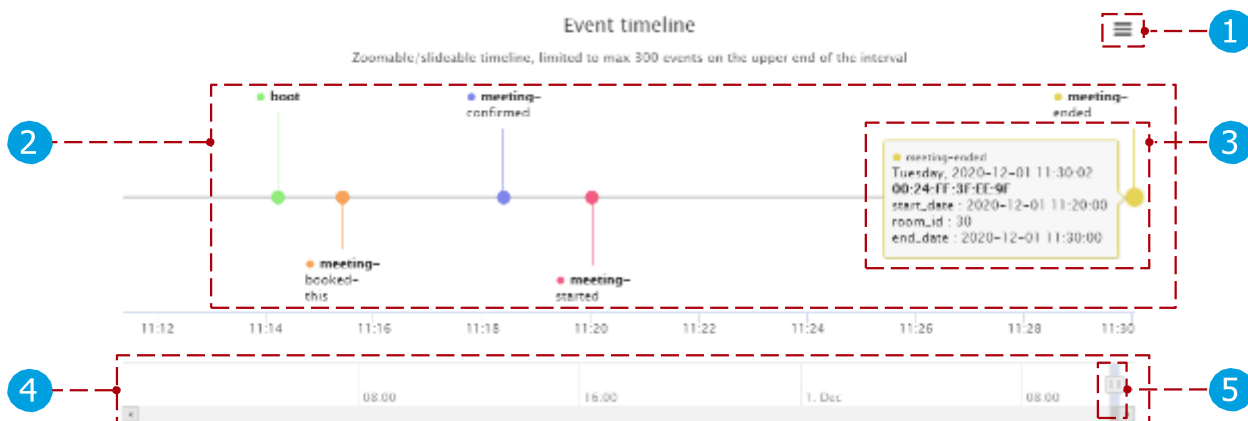 Event timeline
1
Zoomable/slideable timeline, limited to max 300 events on the upper end of the interval
boot
meeting-
confirmed
meeting-
ended
2
3
meeting-ended
Tuesday, 2020-12-01 11:30:02
00:24:FF:3F:EE:9F
start_date : 2020-12-01 11:20:00
room_id : 30
end_date : 2020-12-01 11:30:00
meeting-
booked-
this
meeting-
started
11:12 11:14 11:16 11:18 11:20 11:22 11:24 11:26 11:28 11:30
4
08:00 16:00 1. Dec 08:00
5